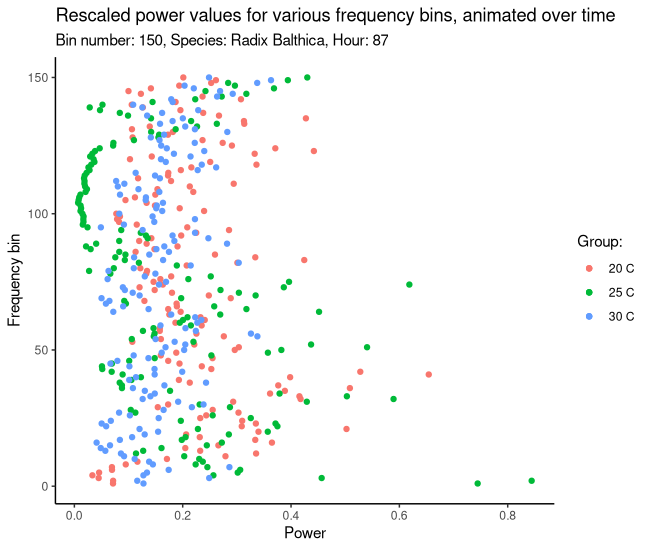 Rescaled power values for various frequency bins, animated over time
Bin number: 150, Species: Radix Balthica, Hour: 87
150
100
50
0
Frequency bin
0.0 0.2 0.4 0.6 0.8
Power
Group:
20 C
25 C
30 C